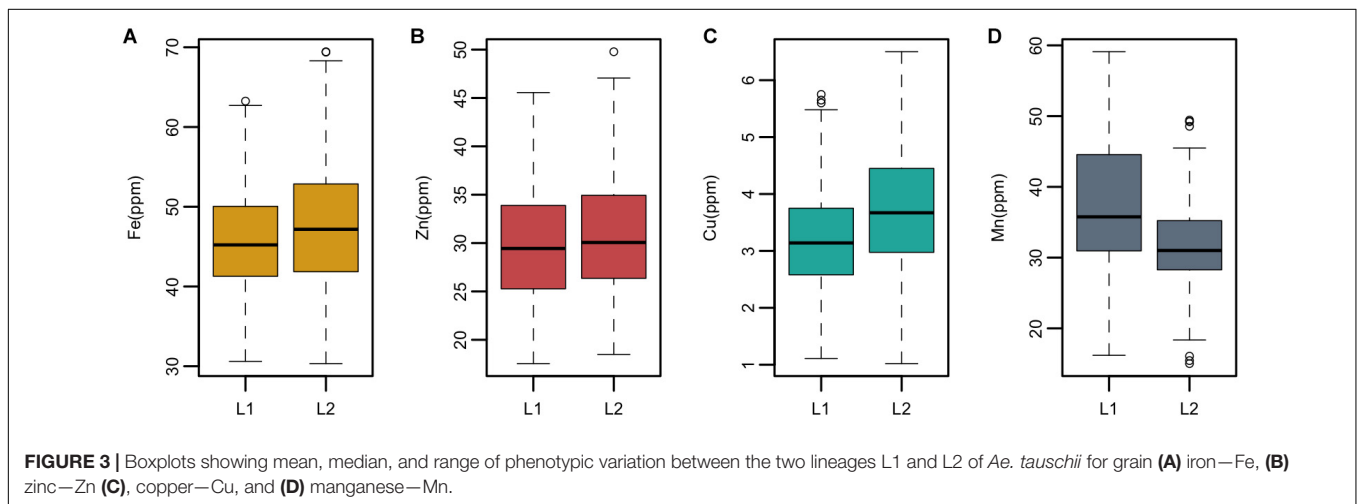 A
Fe(ppm)
70
60
50
40
30
L1 L2
B
Zn(ppm)
50
45
40
35
30
25
20
L1 L2
C
Cu(ppm)
6
5
4
3
2
1
L1 L2
D
Mn(ppm)
60
50
40
30
20
L1 L2
FIGURE 3 | Boxplots showing mean, median, and range of phenotypic variation between the two lineages L1 and L2 of Ae. tauschii for grain (A) iron—Fe, (B)
zinc—Zn (C), copper—Cu, and (D) manganese—Mn.